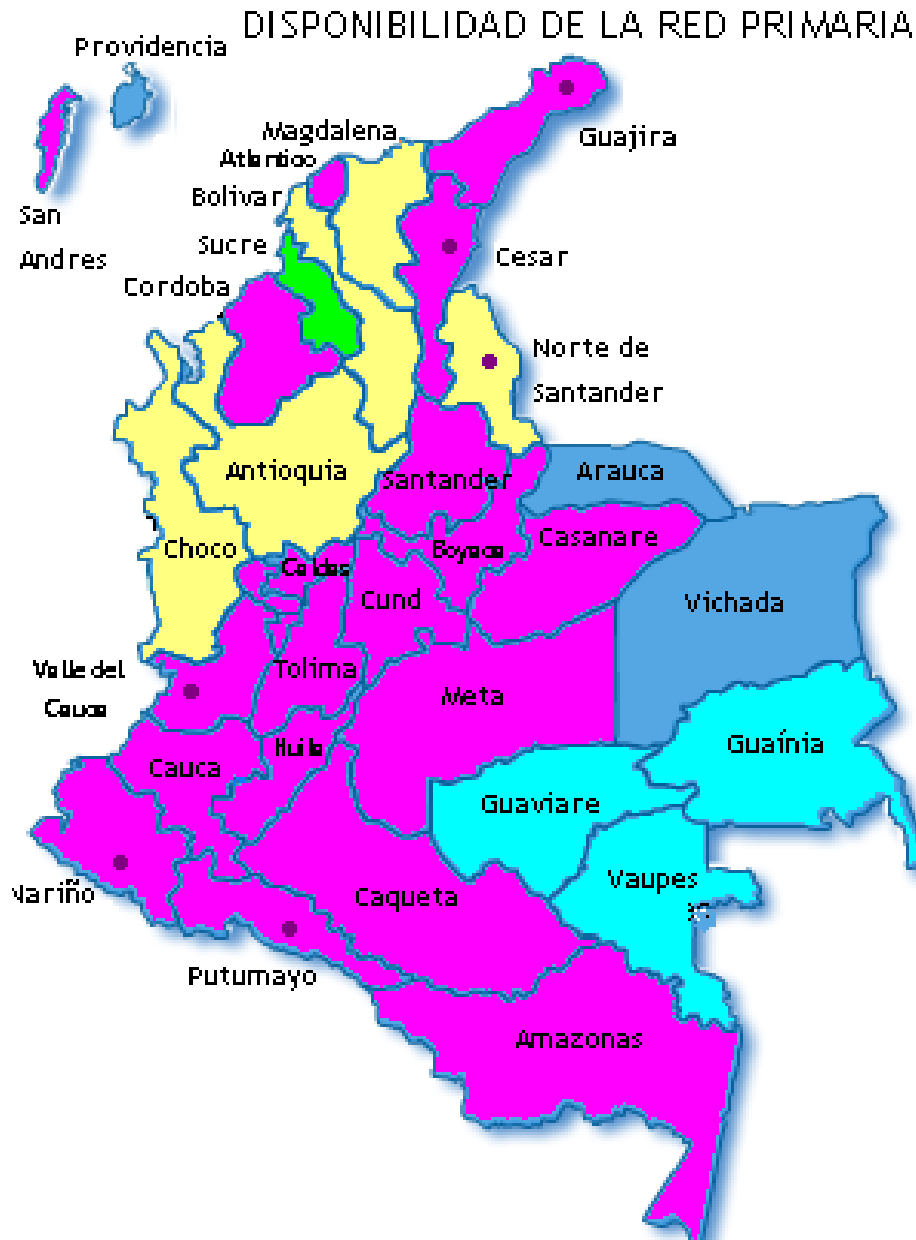 DISPONIBILIDAD DE LA RED PRIMARIA
Providencia
Magdalena
Guajira
Atlantico
Bolivar
San
Andres
Sucre
Cesar
Cordoba
Norte de
Santander
Antioquia
Santander
Arauca
Choco
Caldas
Boyaca
Casanare
Cund
Vichada
Valle del
Cauca
Tolima
Meta
Huila
Cauca
Guaínia
Guaviare
Nariño
Caqueta
Vaupes
Putumayo
Amazonas